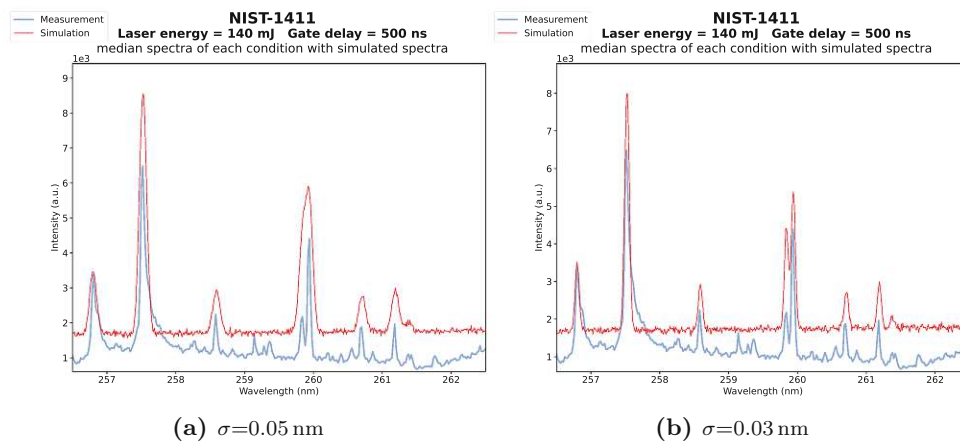 Measurement
Simulation
NIST-1411
Laser energy = 140 mJ Gate delay = 500 ns
median spectra of each condition with simulated spectra
1e3
9
8
7
6
5
4
3
2
1
Intensity (a.u.)
257 258 259 260 261 262
Wavelength (nm)
(a) σ=0.05 nm
Measurement
Simulation
NIST-1411
Laser energy = 140 mJ Gate delay = 500 ns
median spectra of each condition with simulated spectra
1e3
8
7
6
5
4
3
2
1
Intensity (a.u.)
257 258 259 260 261 262
Wavelength (nm)
(b) σ=0.03 nm